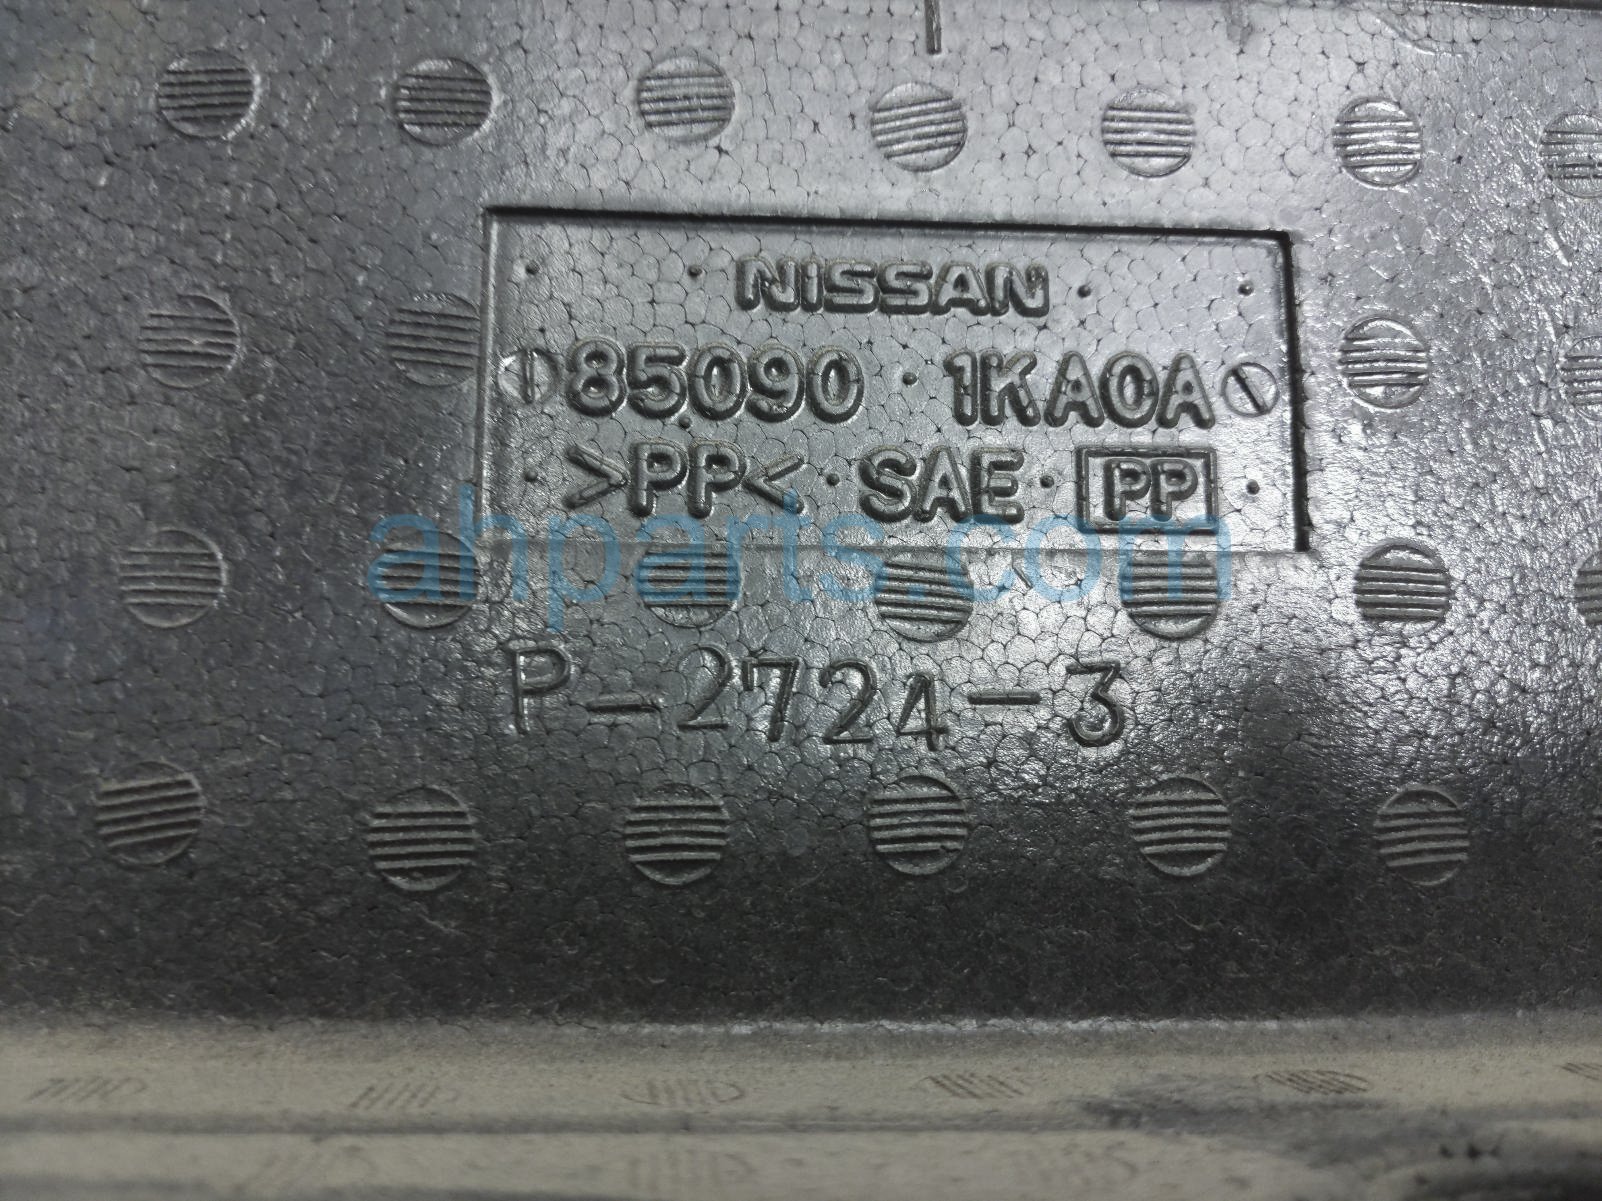 NISSAN
85090 1KA0A
>PP< SAE PP
ahparts.com
P-2724-3